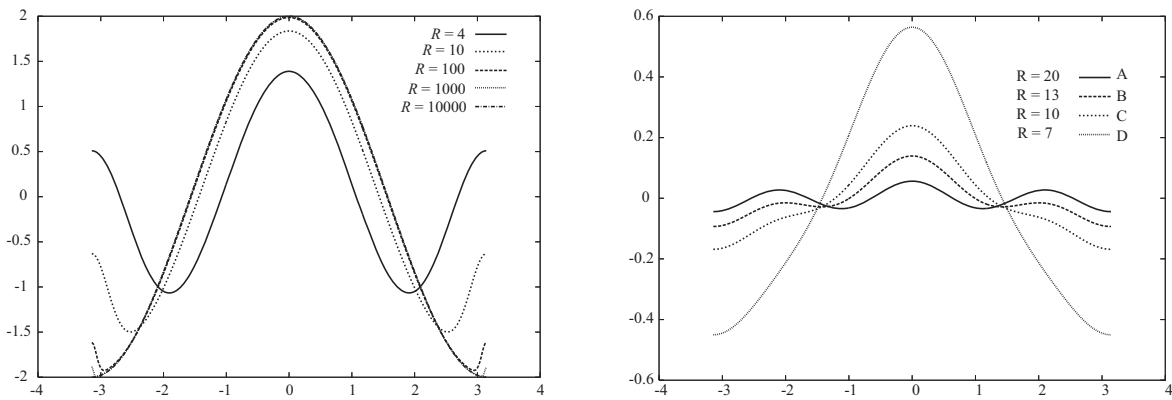 2
1.5
1
0.5
0
-0.5
-1
-1.5
-2
-4 -3 -2 -1 0 1 2 3 4
R = 4
R = 10
R = 100
R = 1000
R = 10000
0.6
0.4
0.2
0
-0.2
-0.4
-0.6
-4 -3 -2 -1 0 1 2 3 4
R = 20 A
R = 13 B
R = 10 C
R = 7 D